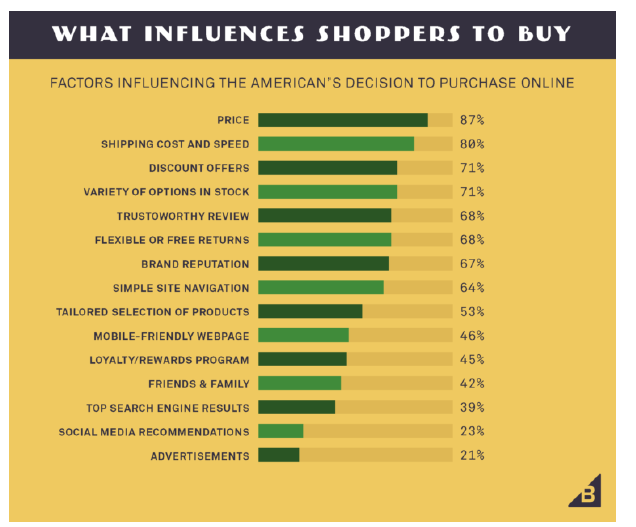 WHAT INFLUENCES SHOPPERS TO BUY
FACTORS INFLUENCING THE AMERICAN"S DECISION TO PURCHASE ONLINE
PRICE 87%
SHIPPING COST AND SPEED 80%
DISCOUNT OFFERS 71%
VARIETY OF OPTIONS IN STOCK 71%
TRUSTOWORTHY REVIEW 68%
FLEXIBLE OR FREE RETURNS 68%
BRAND REPUTATION 67%
SIMPLE SITE NAVIGATION 64%
TAILORED SELECTION OF PRODUCTS 53%
MOBILE-FRIENDLY WEBPAGE 46%
LOYALTY/REWARDS PROGRAM 45%
FRIENDS & FAMILY 42%
TOP SEARCH ENGINE RESULTS 39%
SOCIAL MEDIA RECOMMENDATIONS 23%
ADVERTISEMENTS 21%
B